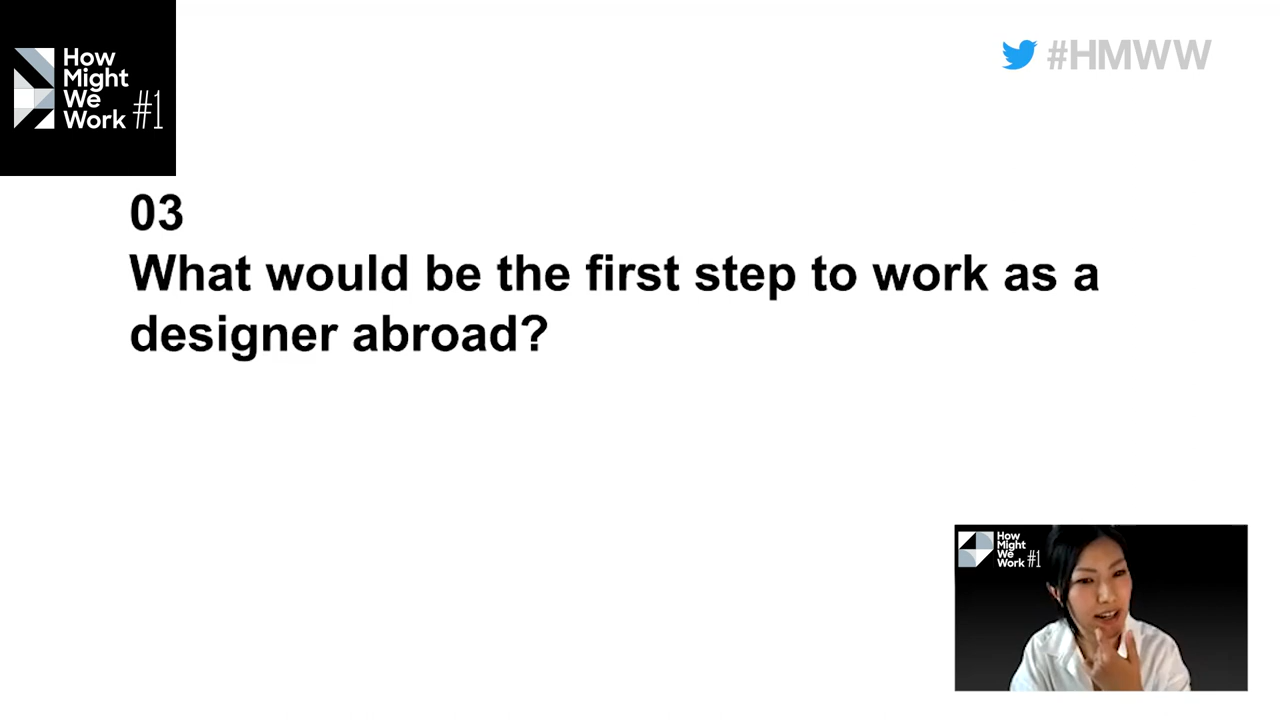 How
Might
We
Work #1
#HMWW
03
What would be the first step to work as a
designer abroad?
How
Might
We
Work #1